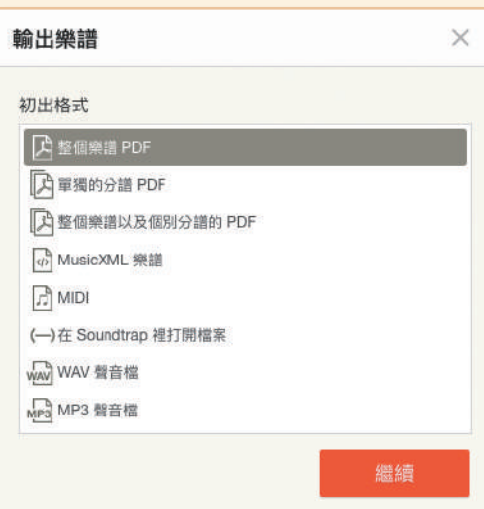 輸出樂譜
初出格式
整個樂譜 PDF
單獨的分譜 PDF
整個樂譜以及個別分譜的 PDF
MusicXML 樂譜
MIDI
(—)在 Soundtrap 裡打開檔案
WAV WAV 聲音檔
MP3 MP3 聲音檔
繼續